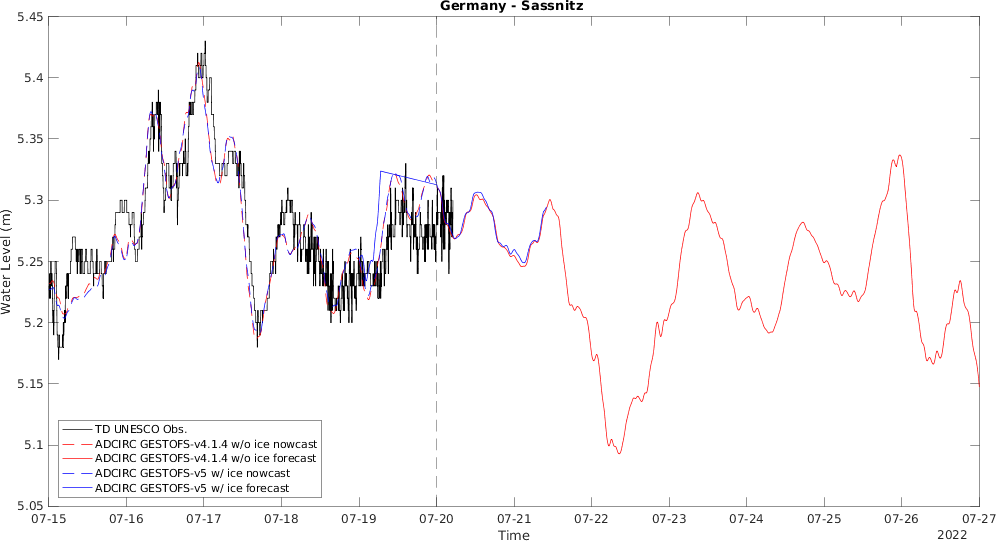 Germany - Sassnitz
Water Level (m)
5.45
5.4
5.35
5.3
5.25
5.2
5.15
5.1
5.05
TD UNESCO Obs.
ADCIRC GESTOFS-v4.1.4 w/o ice nowcast
ADCIRC GESTOFS-v4.1.4 w/o ice forecast
ADCIRC GESTOFS-v5 w/ ice nowcast
ADCIRC GESTOFS-v5 w/ ice forecast
07-15 07-16 07-17 07-18 07-19 07-20 07-21 07-22 07-23 07-24 07-25 07-26 07-27
Time
2022